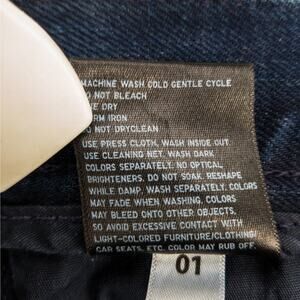 MACHINE WASH COLD GENTLE CYCLE
DO NOT BLEACH
LINE DRY
WARM IRON
DO NOT DRYCLEAN
USE PRESS CLOTH, WASH INSIDE OUT
USE CLEANING NET, WASH DARK
COLORS SEPARATELY. NO OPTICAL
BRIGHTENERS. DO NOT SOAK. RESHAPE
WHILE DAMP, WASH SEPARATELY, COLORS
MAY FADE WHEN WASHING, COLORS
MAY BLEED ONTO OTHER OBJECTS,
SO AVOID EXCESSIVE CONTACT WITH
LIGHT-COLORED FURNITURE/CLOTHING/
CAR SEATS, ETC. COLOR MAY RUB OFF.
01